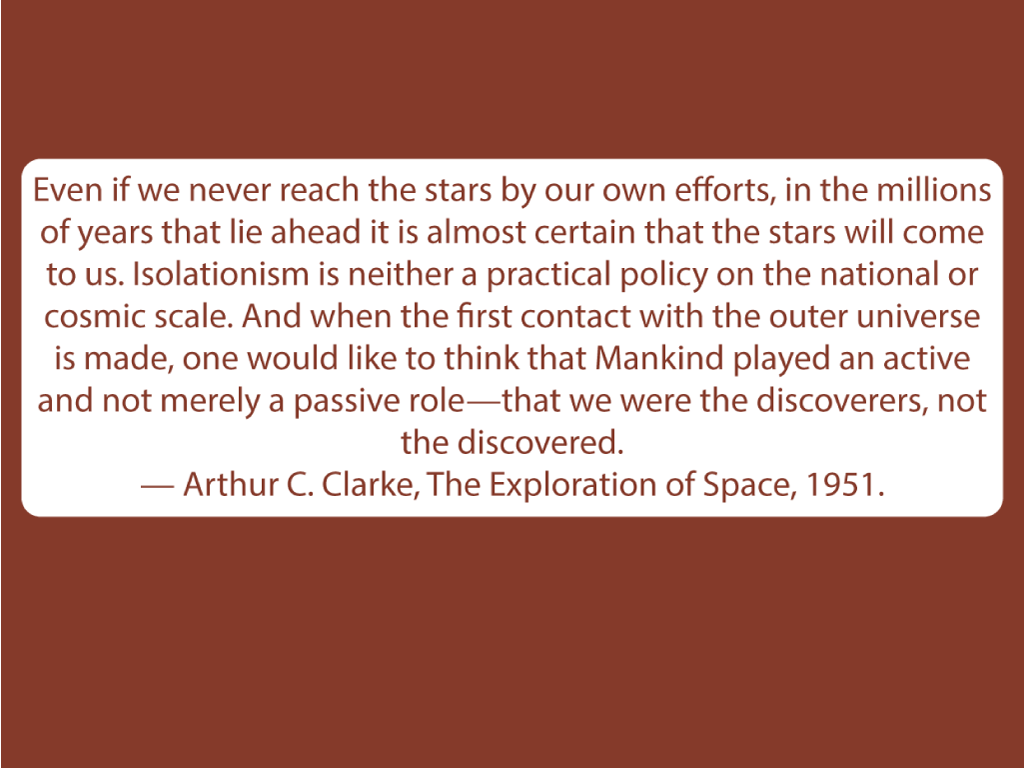 Even if we never reach the stars by our own efforts, in the millions
of years that lie ahead it is almost certain that the stars will come
to us. Isolationism is neither a practical policy on the national or
cosmic scale. And when the first contact with the outer universe
is made, one would like to think that Mankind played an active
and not merely a passive role—that we were the discoverers, not
the discovered.
— Arthur C. Clarke, The Exploration of Space, 1951.